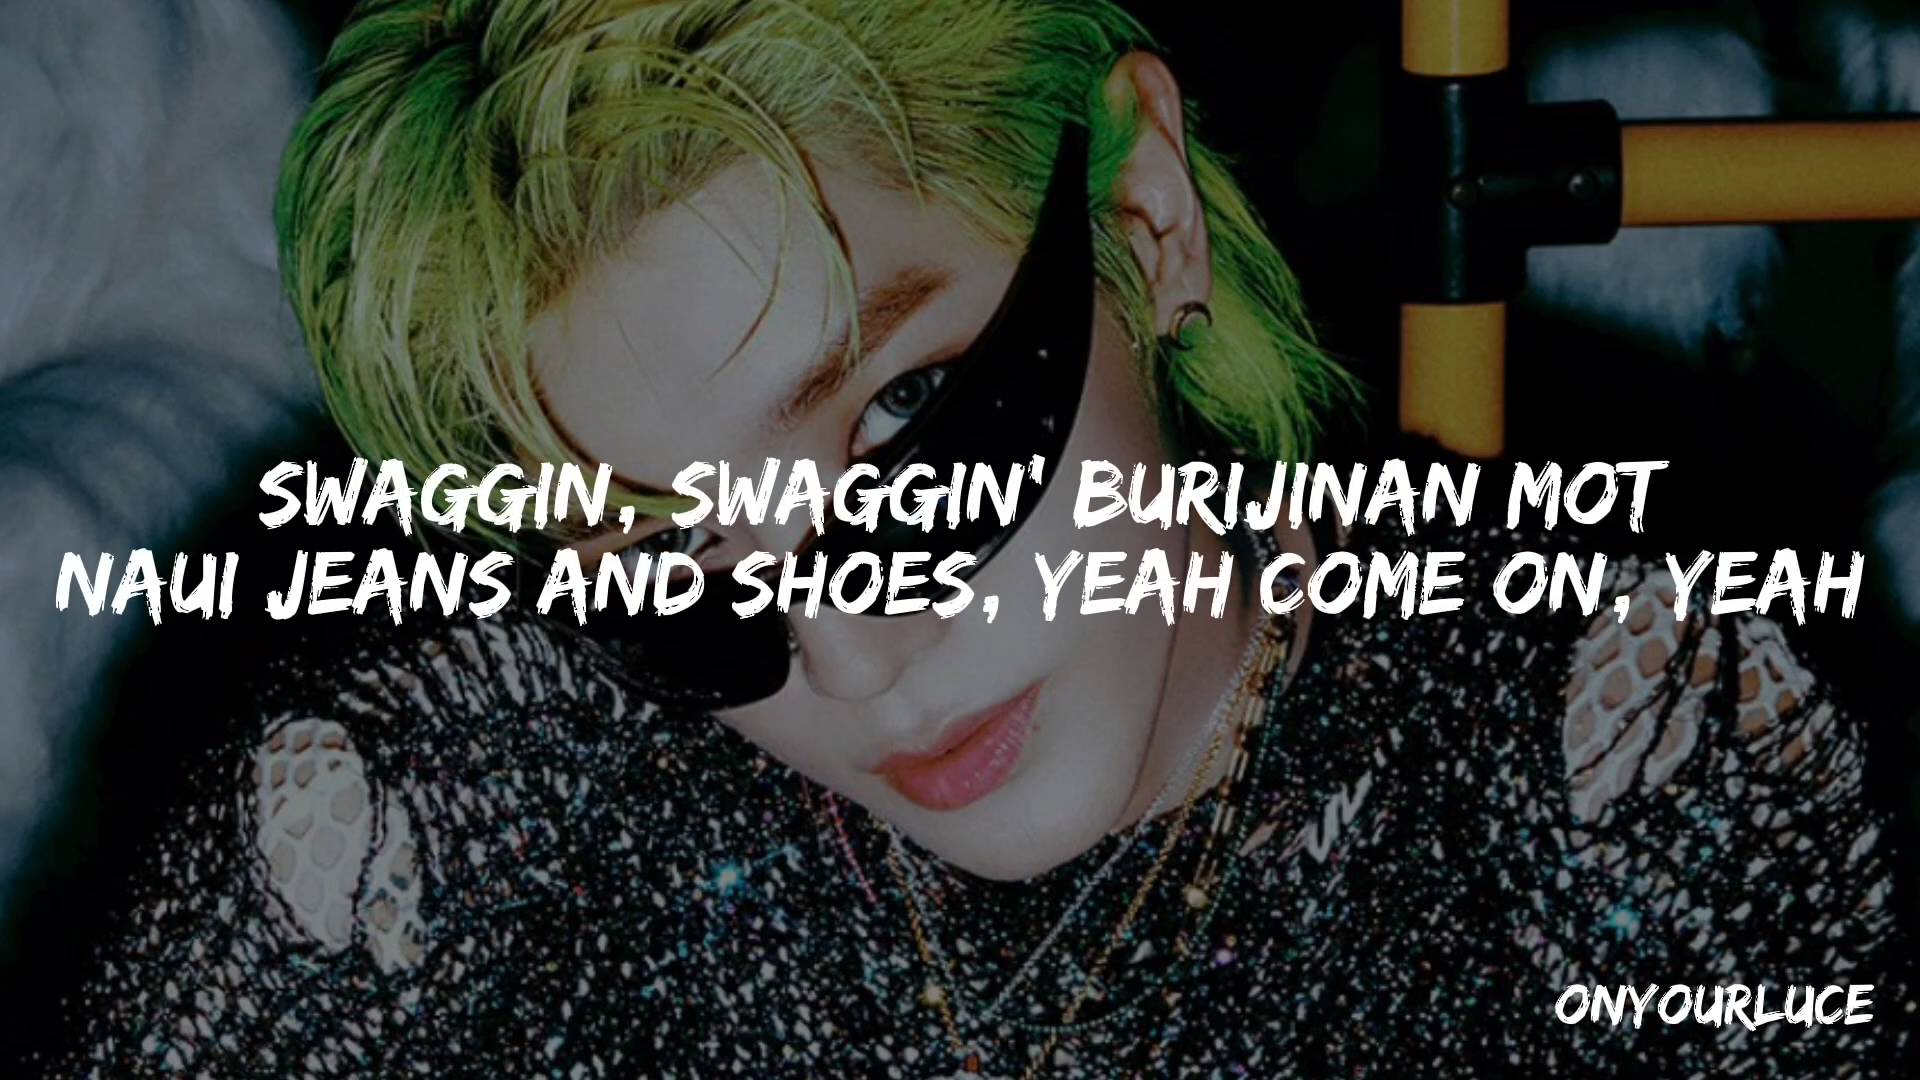 SWAGGIN, SWAGGIN' BURIJINAN MOT
NAUI JEANS AND SHOES, YEAH COME ON, YEAH
ONYOURLUCE